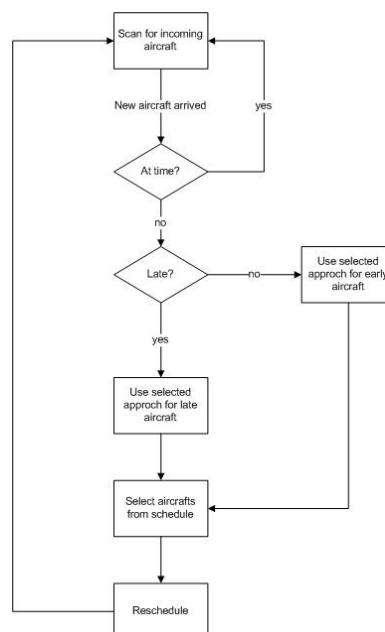 Scan for incoming
aircraft
New aircraft arrived
yes
At time?
no
Late?
no
Use selected
approch for early
aircraft
yes
Use selected
approch for late
aircraft
Select aircrafts
from schedule
Reschedule